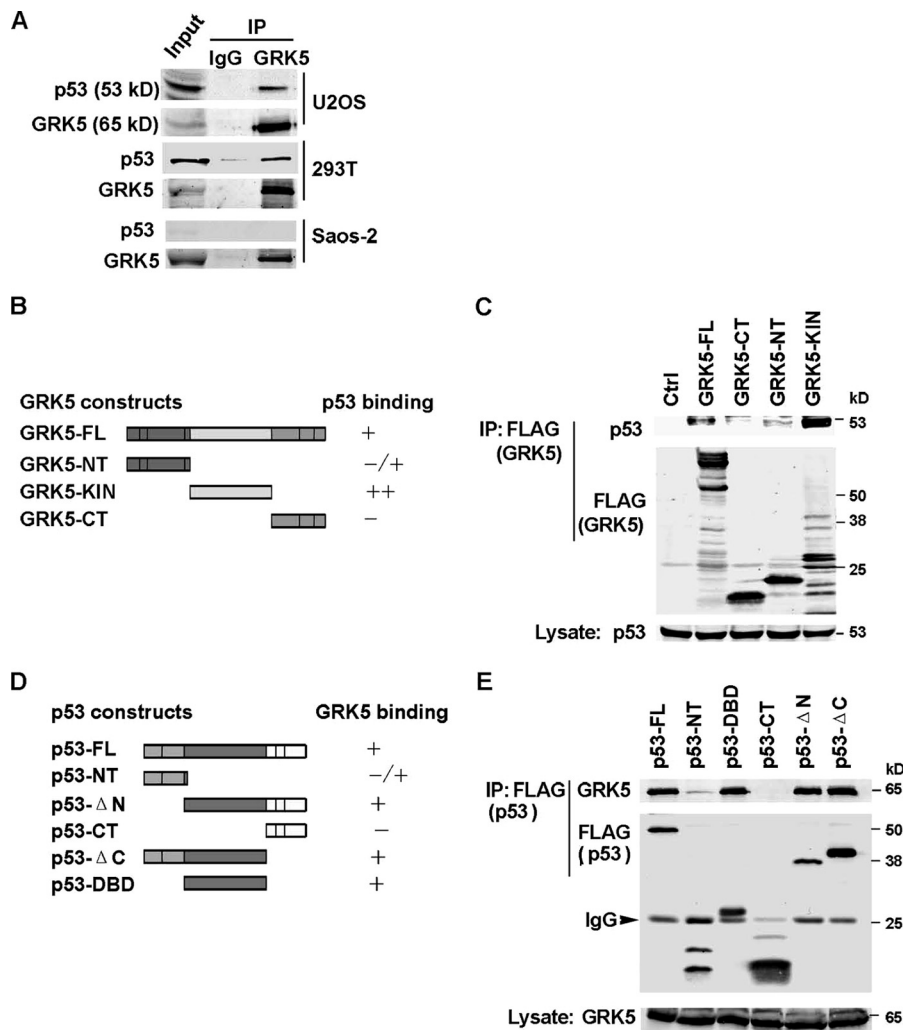 A
Input
IP
IgG GRK5
p53 (53 kD)
GRK5 (65 kD)
U2OS
p53
GRK5
293T
p53
GRK5
Saos-2
B
GRK5 constructs p53 binding
GRK5-FL +
GRK5-NT −/+
GRK5-KIN ++
GRK5-CT −
C
Ctrl
GRK5-FL
GRK5-CT
GRK5-NT
GRK5-KIN
kD
IP: FLAG
(GRK5)
p53
53
FLAG
(GRK5)
50
38
25
Lysate: p53
53
D
p53 constructs GRK5 binding
p53-FL +
p53-NT −/+
p53-ΔN +
p53-CT −
p53-ΔC +
p53-DBD +
E
p53-FL
p53-NT
p53-DBD
p53-CT
p53-ΔN
p53-ΔC
kD
IP: FLAG
(p53)
GRK5
65
FLAG
(p53)
50
38
IgG
25
Lysate: GRK5
65